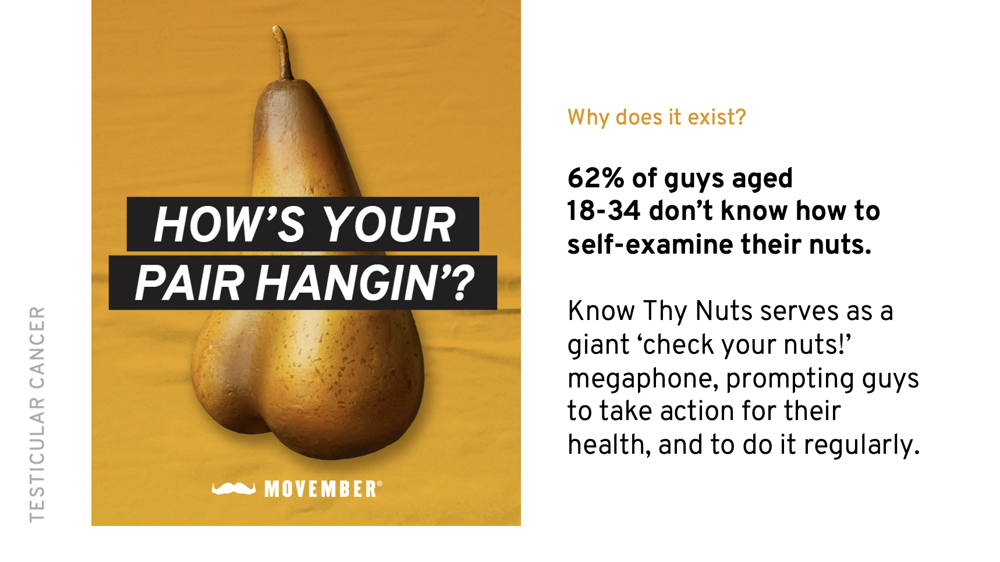 TESTICULAR CANCER
HOW’S YOUR
PAIR HANGIN’?
MOVEMBER®
Why does it exist?
62% of guys aged
18-34 don’t know how to
self-examine their nuts.
Know Thy Nuts serves as a
giant ‘check your nuts!’
megaphone, prompting guys
to take action for their
health, and to do it regularly.